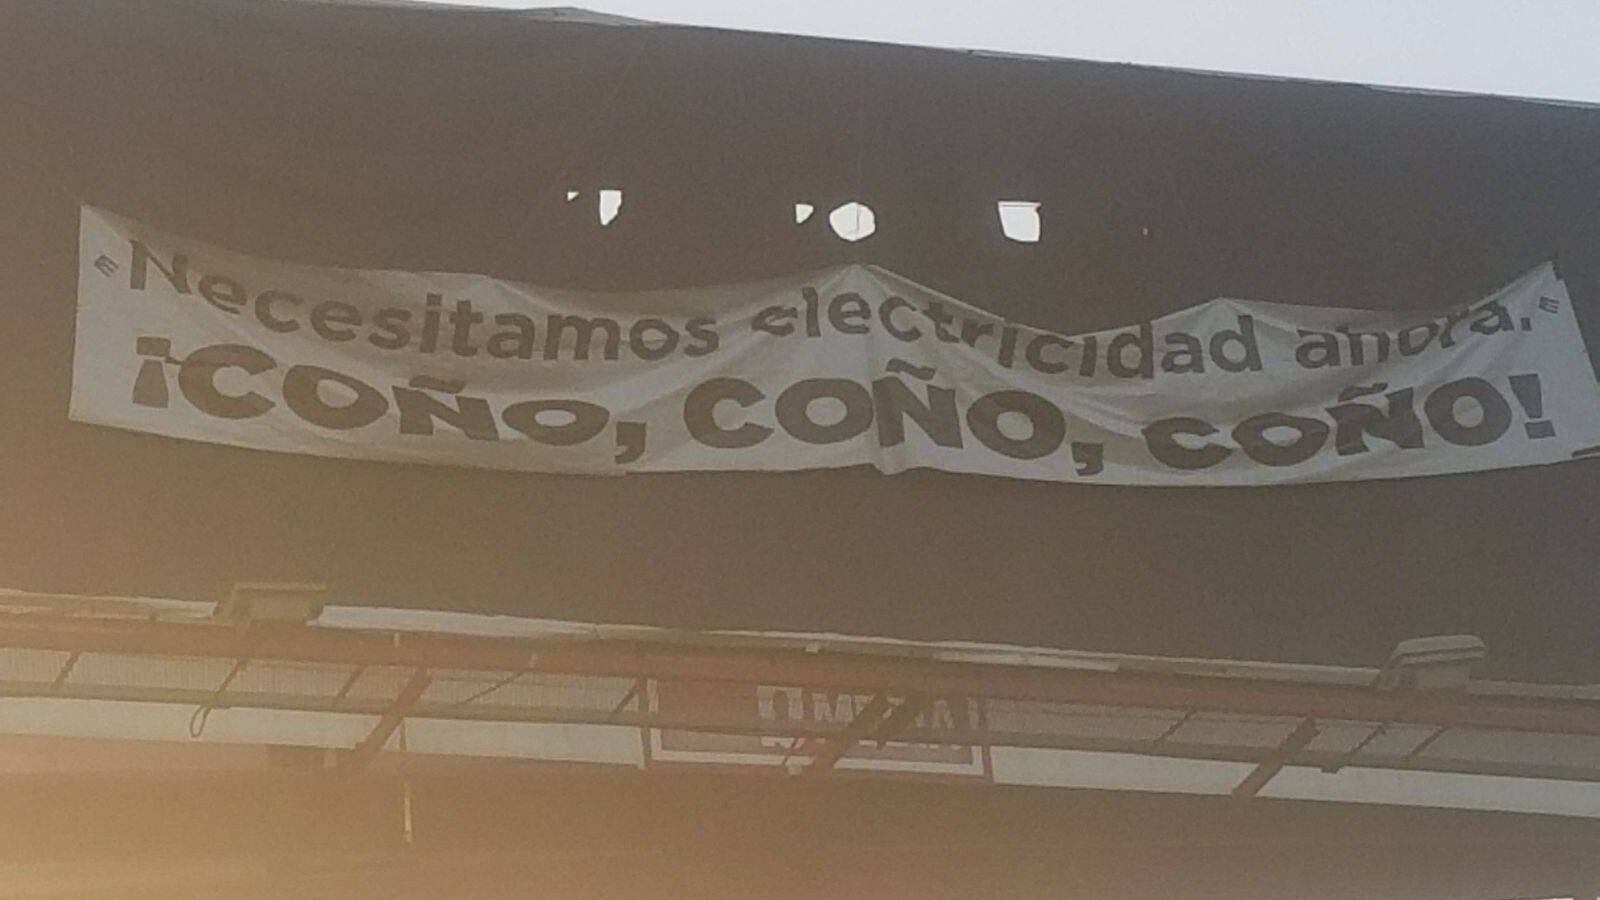 Necesitamos electricidad ahora.
¡COÑO, COÑO, COÑO!